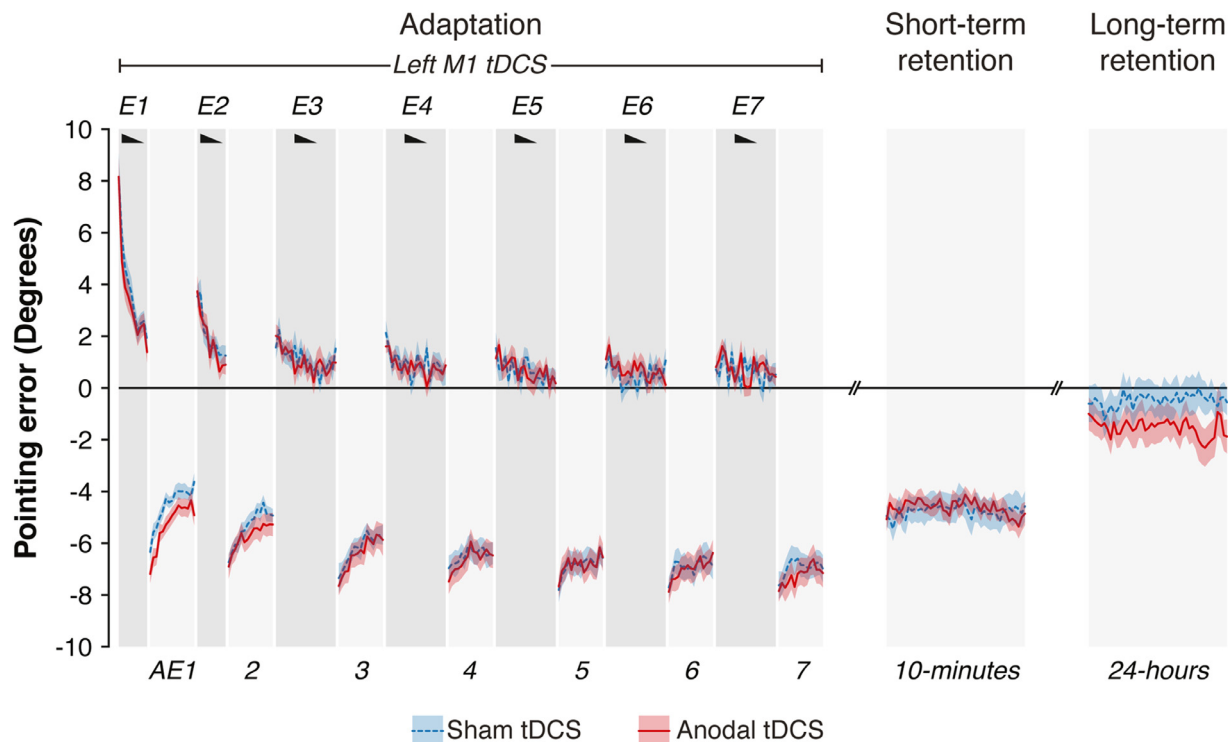 Adaptation
Short-term
retention
Long-term
retention
Left M1 tDCS
E1 E2 E3 E4 E5 E6 E7
10
8
6
4
2
0
-2
-4
-6
-8
-10
Pointing error (Degrees)
AE1 2 3 4 5 6 7 10-minutes 24-hours
Sham tDCS Anodal tDCS